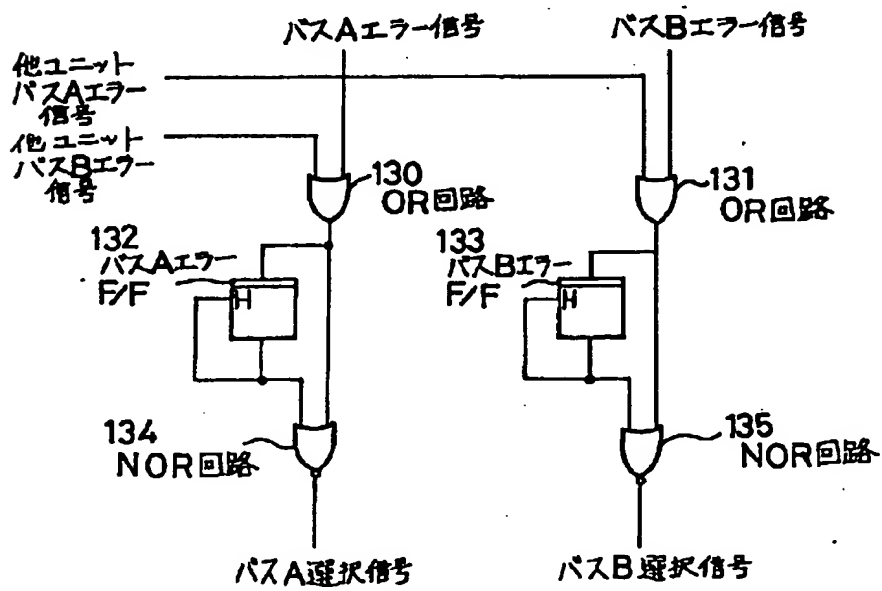 バスAエラー信号
バスBエラー信号
他ユニット
バスAエラー
信号
他ユニット
バスBエラー
信号
130
OR回路
131
OR回路
132
バスAエラー
F/F
H
133
バスBエラー
F/F
H
134
NOR回路
135
NOR回路
バスA選択信号
バスB選択信号